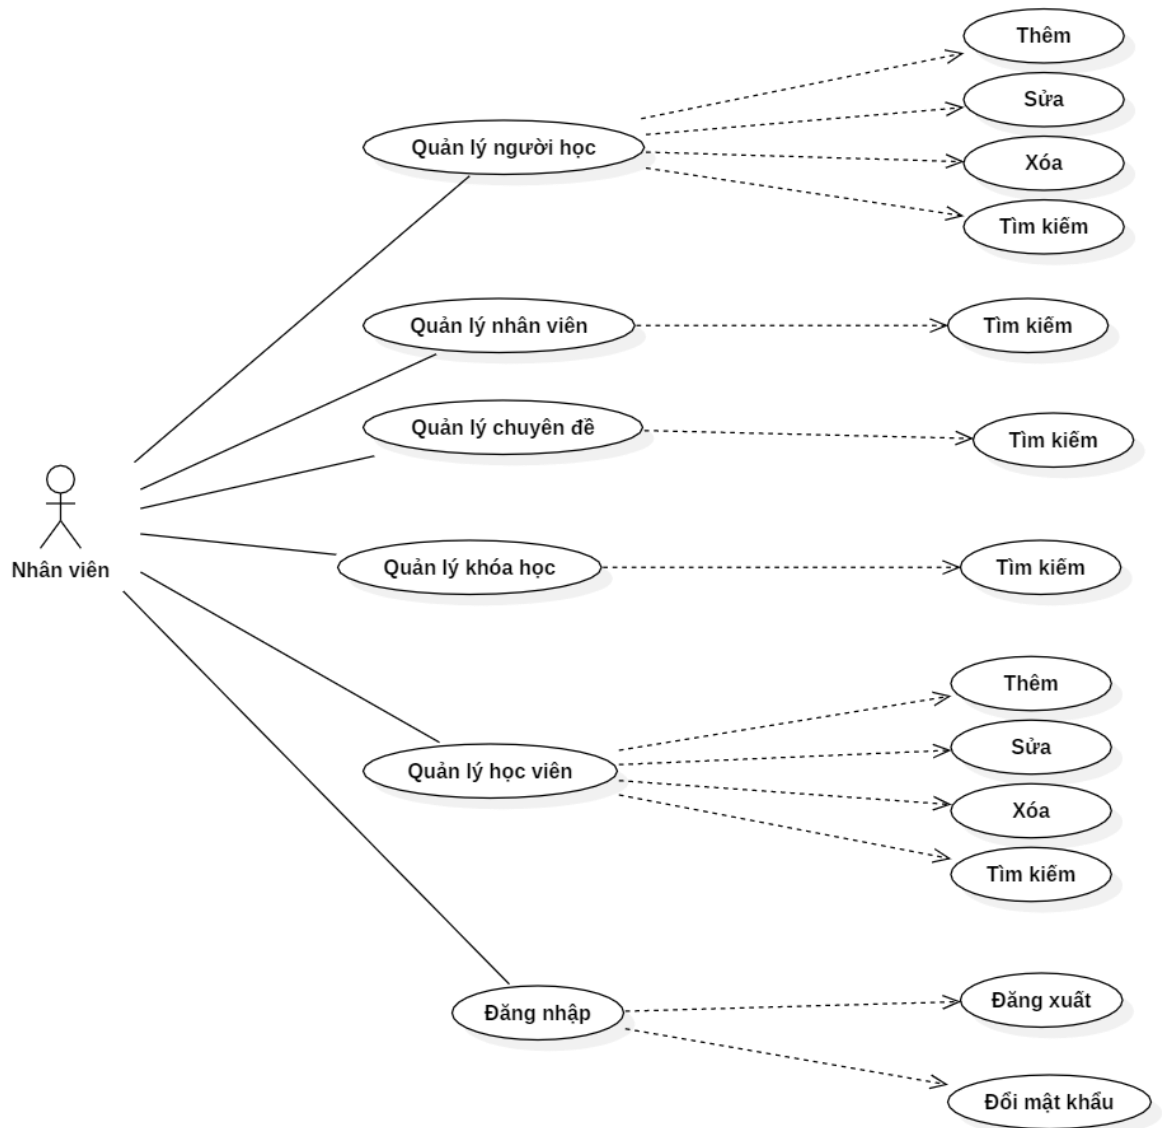 Thêm
Sửa
Quản lý người học
Xóa
Tìm kiếm
Quản lý nhân viên
Tìm kiếm
Quản lý chuyên đề
Tìm kiếm
Nhân viên
Quản lý khóa học
Tìm kiếm
Thêm
Sửa
Quản lý học viên
Xóa
Tìm kiếm
Đăng nhập
Đăng xuất
Đổi mật khẩu